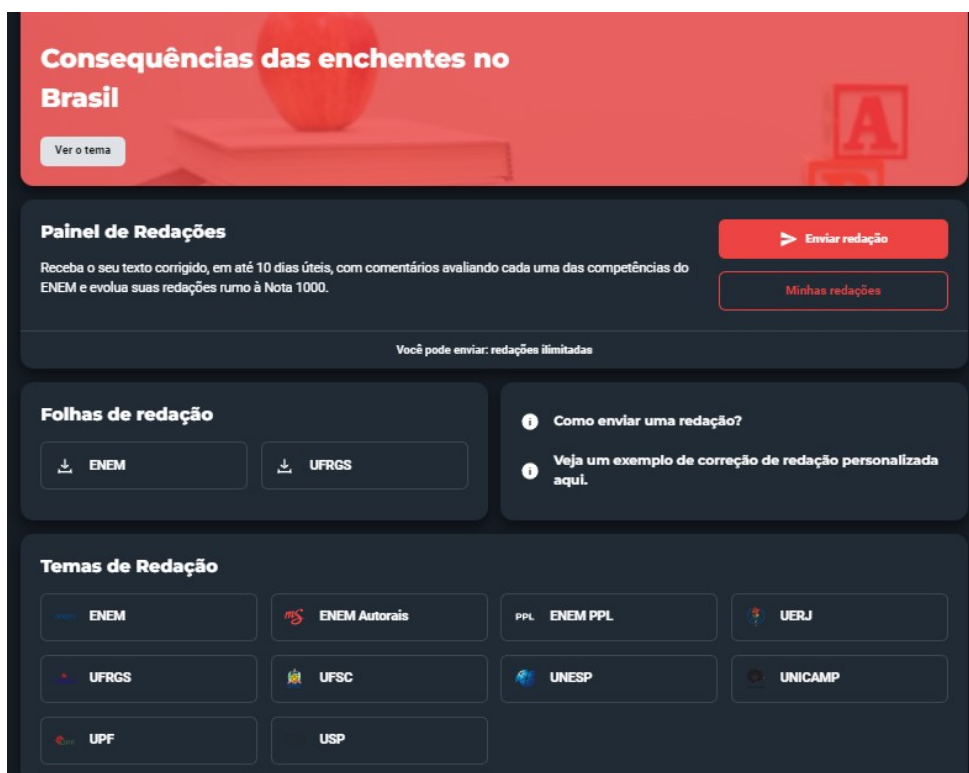 Consequências das enchentes no
Brasil
Ver o tema
Painel de Redações
Receba o seu texto corrigido, em até 10 dias úteis, com comentários avaliando cada uma das competências do
ENEM e evolua suas redações rumo à Nota 1000.
Enviar redação
Minhas redações
Você pode enviar: redações ilimitadas
Folhas de redação
ENEM
UFRGS
Como enviar uma redação?
Veja um exemplo de correção de redação personalizada
aqui.
Temas de Redação
ENEM
mS ENEM Autorais
PPL ENEM PPL
UERJ
UFRGS
UFSC
UNESP
UNICAMP
UPF
USP
A